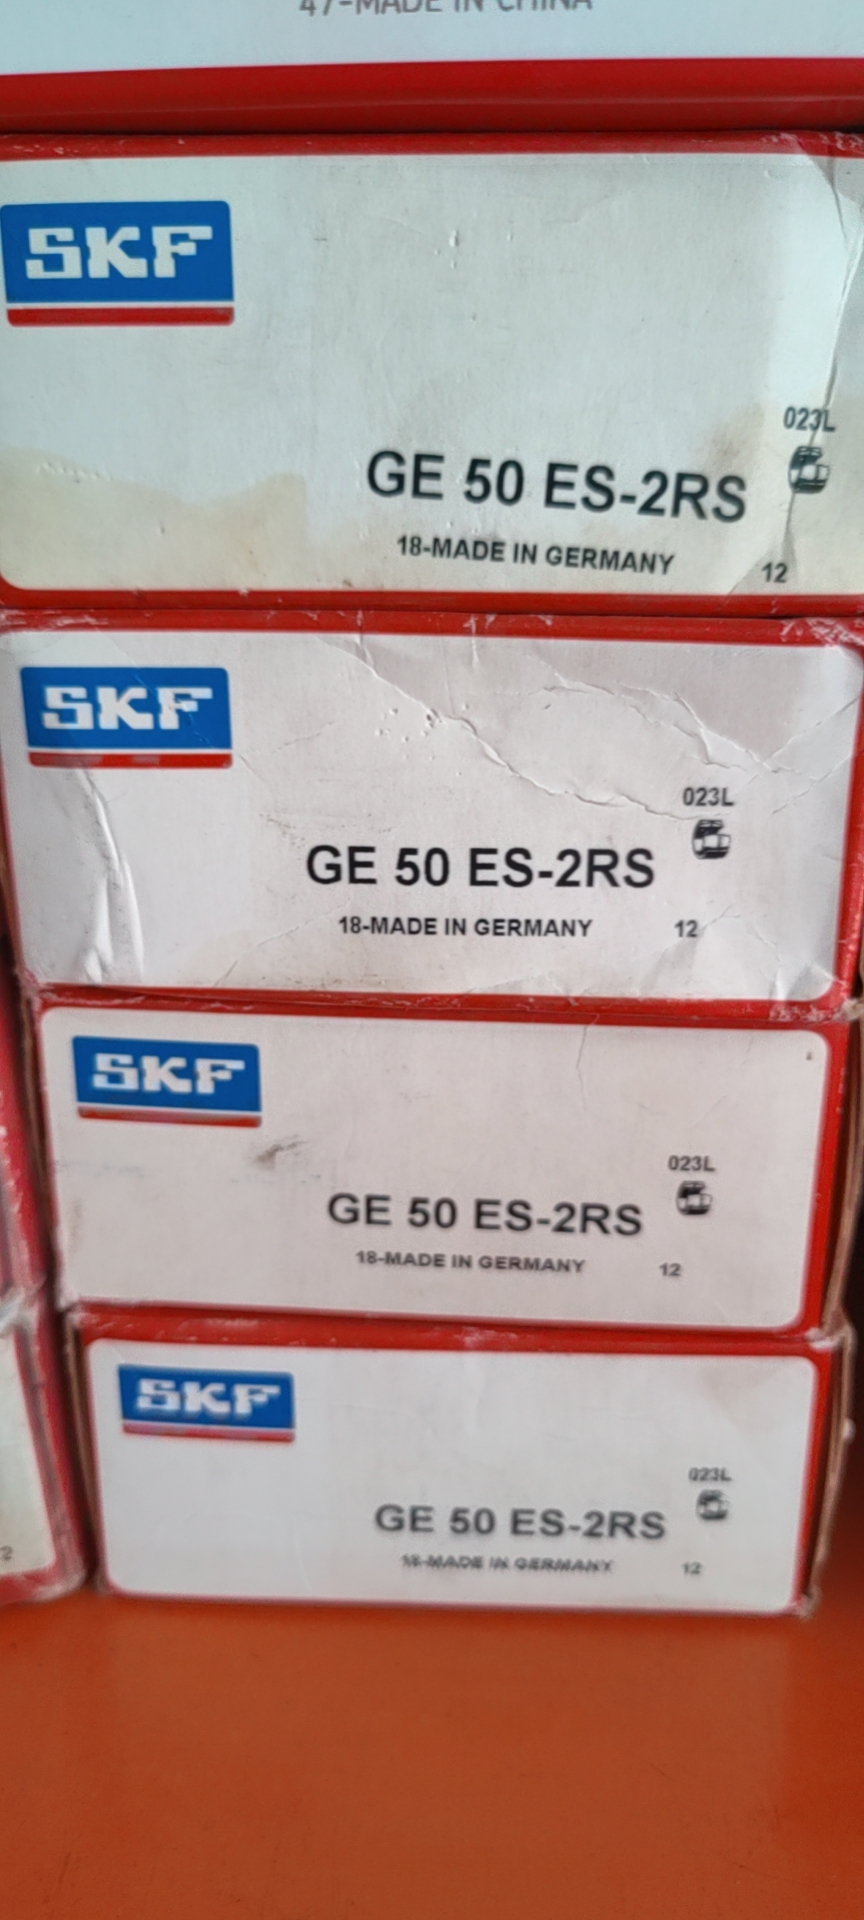 47-MADE IN CHINA
SKF
023L
GE 50 ES-2RS
18-MADE IN GERMANY 12
SKF
023L
GE 50 ES-2RS
18-MADE IN GERMANY 12
SKF
023L
GE 50 ES-2RS
18-MADE IN GERMANY 12
SKF
023L
GE 50 ES-2RS
18-MADE IN GERMANY 12
2